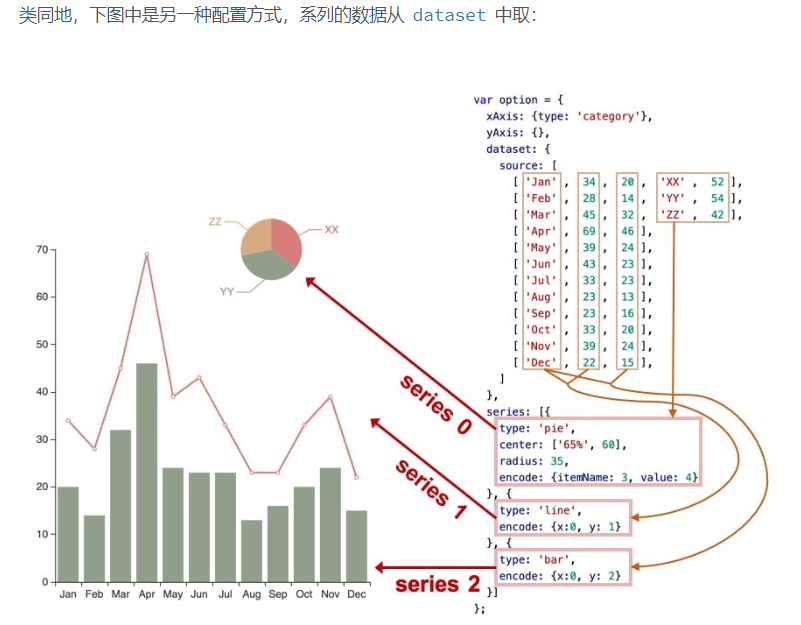 类同地，下图中是另一种配置方式，系列的数据从 dataset 中取：
var option = {
xAxis: {type: 'category'},
yAxis: {},
dataset: {
source: [
[ 'Jan' , 34 , 20 , 'XX' , 52 ],
[ 'Feb' , 28 , 14 , 'YY' , 54 ],
[ 'Mar' , 45 , 32 , 'ZZ' , 42 ],
[ 'Apr' , 69 , 46 ],
[ 'May' , 39 , 24 ],
[ 'Jun' , 43 , 23 ],
[ 'Jul' , 33 , 23 ],
[ 'Aug' , 23 , 13 ],
[ 'Sep' , 23 , 16 ],
[ 'Oct' , 33 , 20 ],
[ 'Nov' , 39 , 24 ],
[ 'Dec' , 22 , 15 ],
]
},
series: [{
type: 'pie',
center: ['65%', 60],
radius: 35,
encode: {itemName: 3, value: 4}
}, {
type: 'line',
encode: {x:0, y: 1}
}, {
type: 'bar',
encode: {x:0, y: 2}
}]
};
ZZ
XX
YY
series 0
series 1
series 2
70
60
50
40
30
20
10
0
Jan Feb Mar Apr May Jun Jul Aug Sep Oct Nov Dec